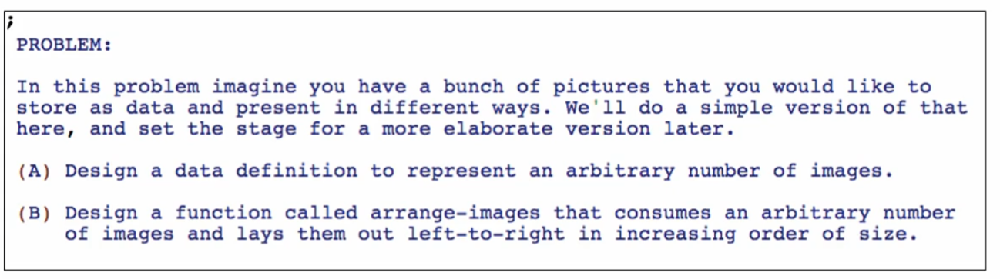 ;
PROBLEM:
In this problem imagine you have a bunch of pictures that you would like to
store as data and present in different ways. We'll do a simple version of that
here, and set the stage for a more elaborate version later.
(A) Design a data definition to represent an arbitrary number of images.
(B) Design a function called arrange-images that consumes an arbitrary number
of images and lays them out left-to-right in increasing order of size.